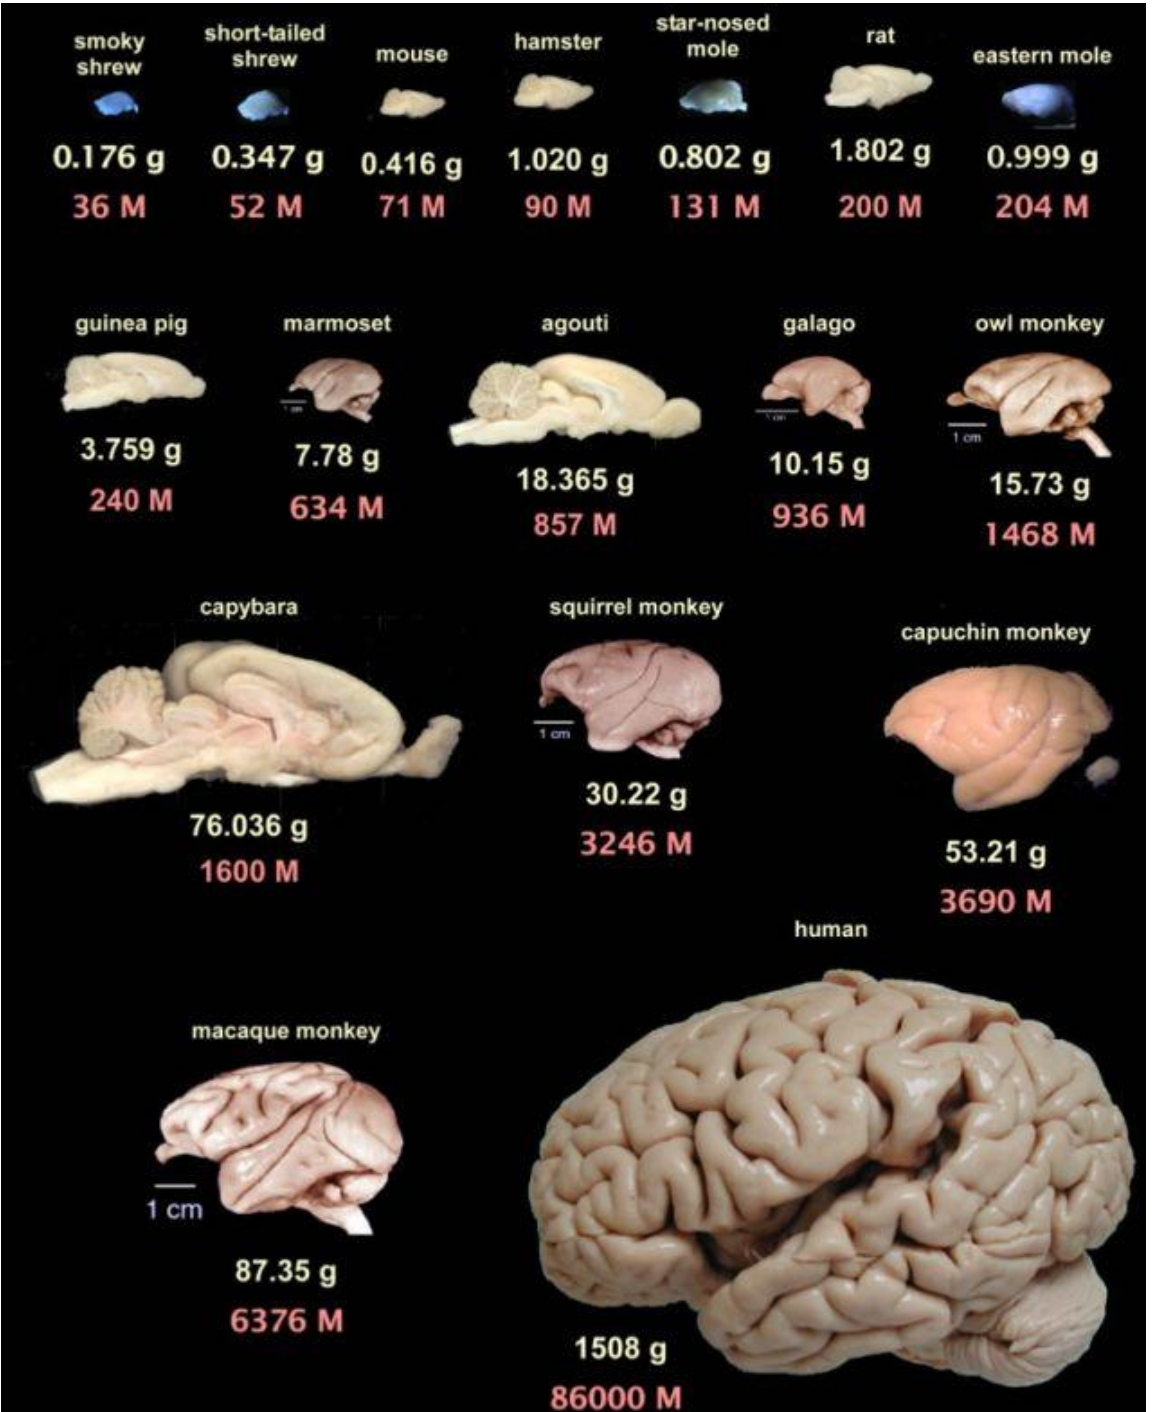 smoky
shrew
0.176 g
36 M
short-tailed
shrew
0.347 g
52 M
mouse
0.416 g
71 M
hamster
1.020 g
90 M
star-nosed
mole
0.802 g
131 M
rat
1.802 g
200 M
eastern mole
0.999 g
204 M
guinea pig
3.759 g
240 M
marmoset
1 cm
7.78 g
634 M
agouti
18.365 g
857 M
galago
1 cm
10.15 g
936 M
owl monkey
1 cm
15.73 g
1468 M
capybara
76.036 g
1600 M
squirrel monkey
1 cm
30.22 g
3246 M
capuchin monkey
53.21 g
3690 M
macaque monkey
1 cm
87.35 g
6376 M
human
1508 g
86000 M